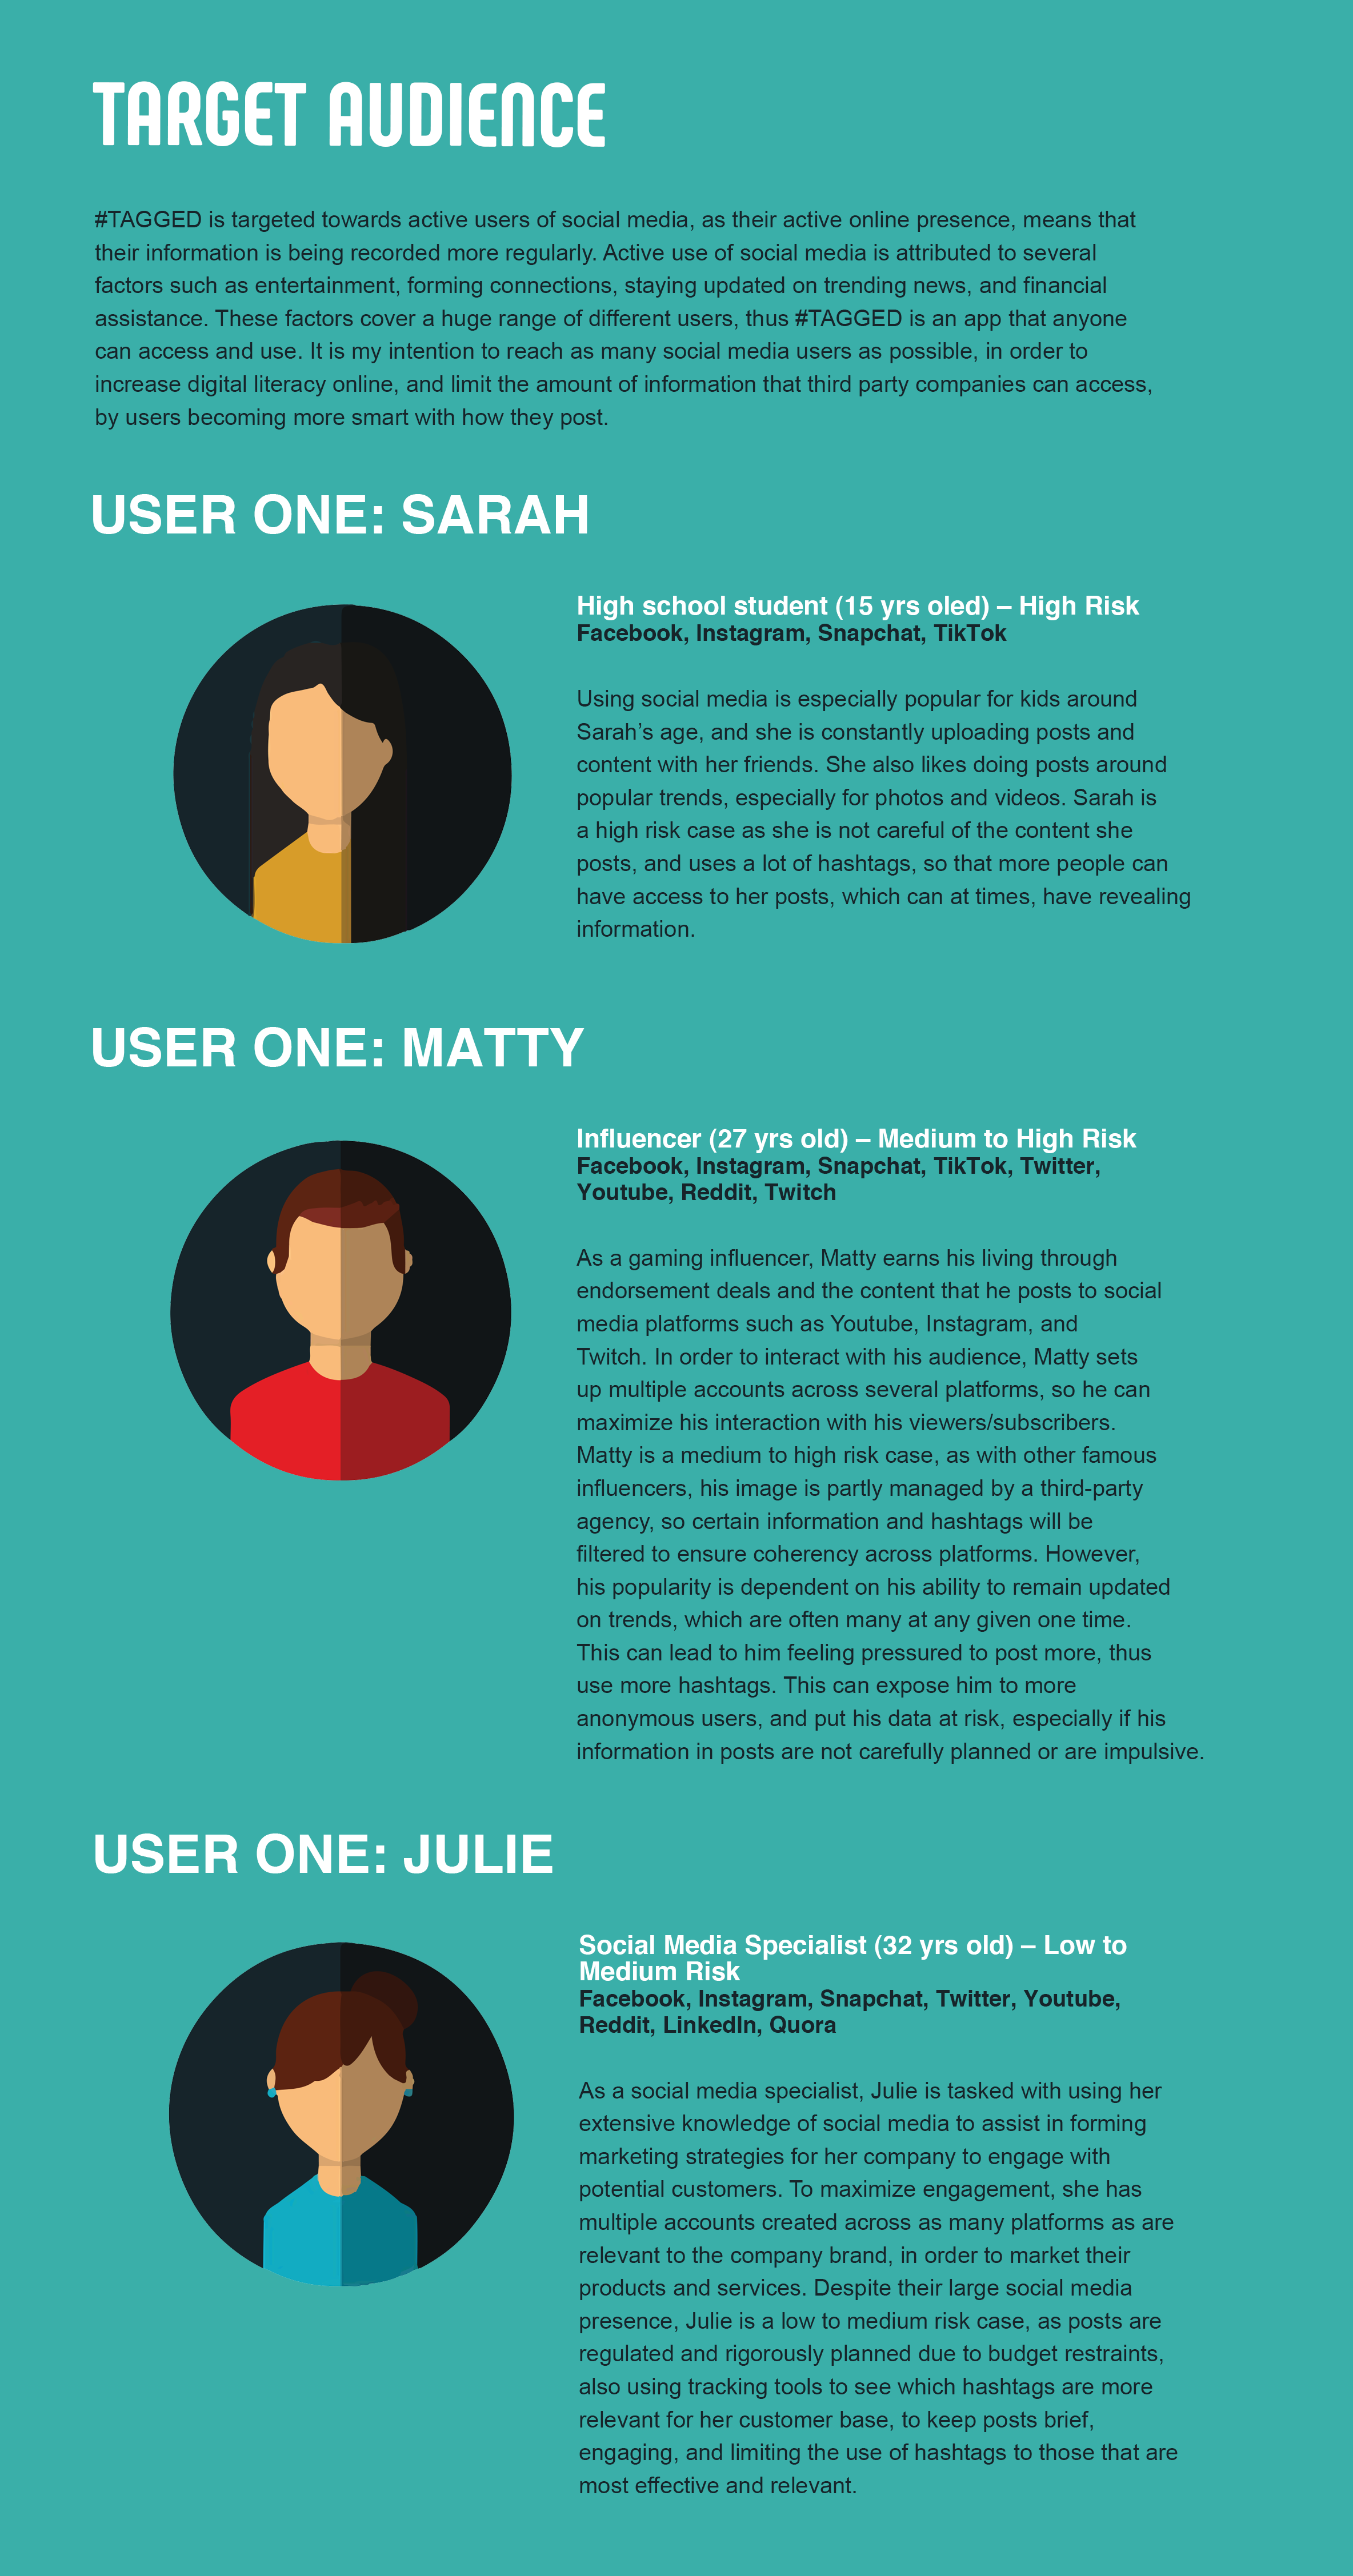 TARGET AUDIENCE
#TAGGED is targeted towards active users of social media, as their active online presence, means that
their information is being recorded more regularly. Active use of social media is attributed to several
factors such as entertainment, forming connections, staying updated on trending news, and financial
assistance. These factors cover a huge range of different users, thus #TAGGED is an app that anyone
can access and use. It is my intention to reach as many social media users as possible, in order to
increase digital literacy online, and limit the amount of information that third party companies can access,
by users becoming more smart with how they post.
USER ONE: SARAH
High school student (15 yrs oled) – High Risk
Facebook, Instagram, Snapchat, TikTok
Using social media is especially popular for kids around
Sarah’s age, and she is constantly uploading posts and
content with her friends. She also likes doing posts around
popular trends, especially for photos and videos. Sarah is
a high risk case as she is not careful of the content she
posts, and uses a lot of hashtags, so that more people can
have access to her posts, which can at times, have revealing
information.
USER ONE: MATTY
Influencer (27 yrs old) – Medium to High Risk
Facebook, Instagram, Snapchat, TikTok, Twitter,
Youtube, Reddit, Twitch
As a gaming influencer, Matty earns his living through
endorsement deals and the content that he posts to social
media platforms such as Youtube, Instagram, and
Twitch. In order to interact with his audience, Matty sets
up multiple accounts across several platforms, so he can
maximize his interaction with his viewers/subscribers.
Matty is a medium to high risk case, as with other famous
influencers, his image is partly managed by a third-party
agency, so certain information and hashtags will be
filtered to ensure coherency across platforms. However,
his popularity is dependent on his ability to remain updated
on trends, which are often many at any given one time.
This can lead to him feeling pressured to post more, thus
use more hashtags. This can expose him to more
anonymous users, and put his data at risk, especially if his
information in posts are not carefully planned or are impulsive.
USER ONE: JULIE
Social Media Specialist (32 yrs old) – Low to
Medium Risk
Facebook, Instagram, Snapchat, Twitter, Youtube,
Reddit, LinkedIn, Quora
As a social media specialist, Julie is tasked with using her
extensive knowledge of social media to assist in forming
marketing strategies for her company to engage with
potential customers. To maximize engagement, she has
multiple accounts created across as many platforms as are
relevant to the company brand, in order to market their
products and services. Despite their large social media
presence, Julie is a low to medium risk case, as posts are
regulated and rigorously planned due to budget restraints,
also using tracking tools to see which hashtags are more
relevant for her customer base, to keep posts brief,
engaging, and limiting the use of hashtags to those that are
most effective and relevant.